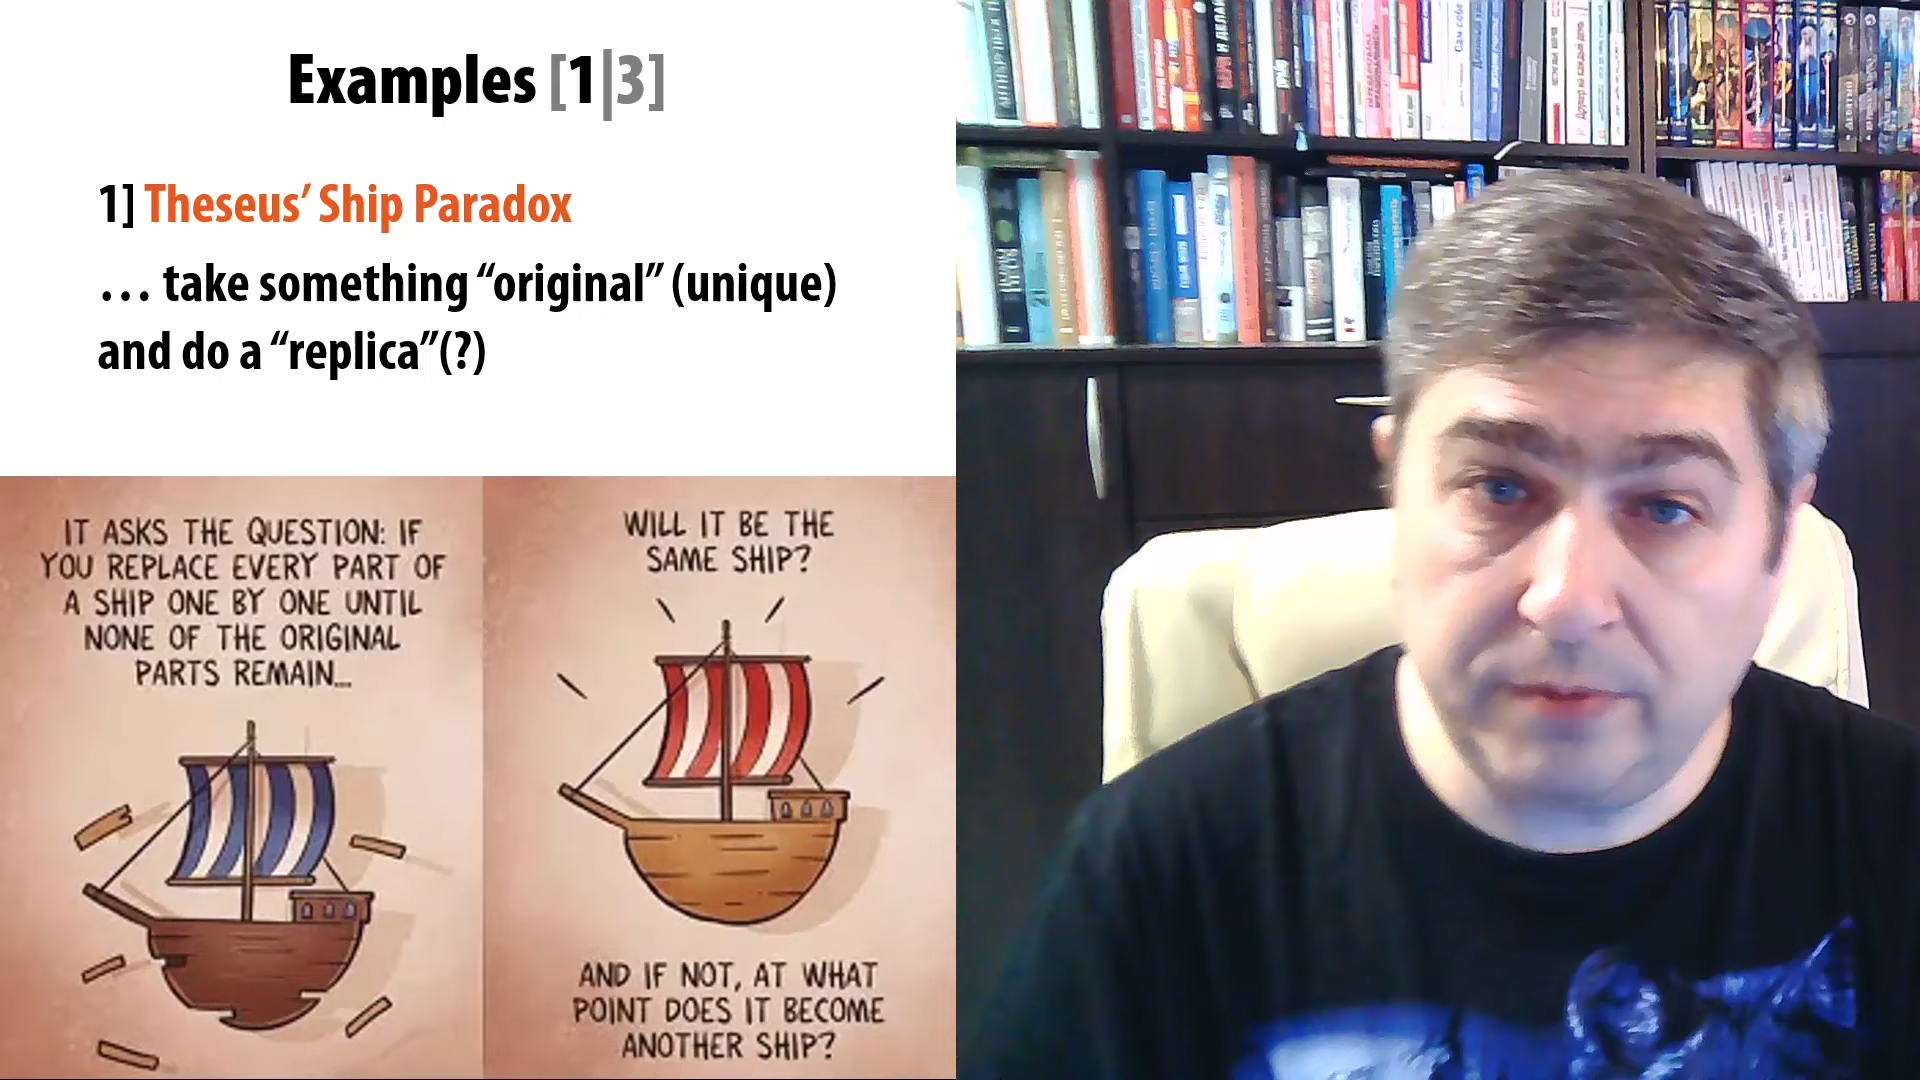 Examples [1|3]
1] Theseus’ Ship Paradox
… take something “original” (unique)
and do a “replica”(?)
IT ASKS THE QUESTION: IF
YOU REPLACE EVERY PART OF
A SHIP ONE BY ONE UNTIL
NONE OF THE ORIGINAL
PARTS REMAIN...
WILL IT BE THE
SAME SHIP?
AND IF NOT, AT WHAT
POINT DOES IT BECOME
ANOTHER SHIP?